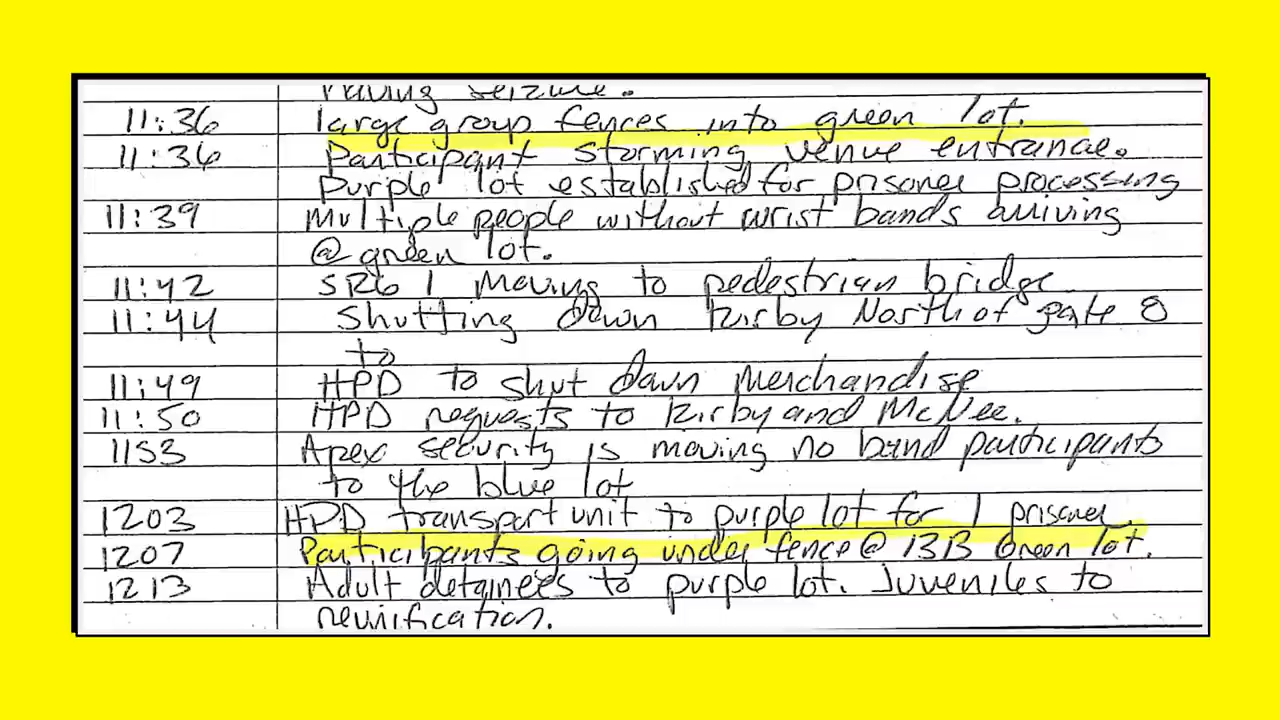 having seizure.
11:36 large group fences into green lot.
11:36 Participant storming venue entrance.
purple lot established for prisoner processing
11:39 Multiple people without wrist bands arriving
@ green lot.
11:42 SRG 1 moving to pedestrian bridge
11:44 Shutting down Kirby North of gate 8
to
11:49 HPD to shut down Merchandise
11:50 HPD requests to Kirby and McNee.
1153 Apex security is moving no band participants
to the blue lot
1203 HPD transport unit to purple lot for 1 prisoner.
1207 Participants going under fence @ 13B Green lot.
1213 Adult detainees to purple lot. Juveniles to
reunification.